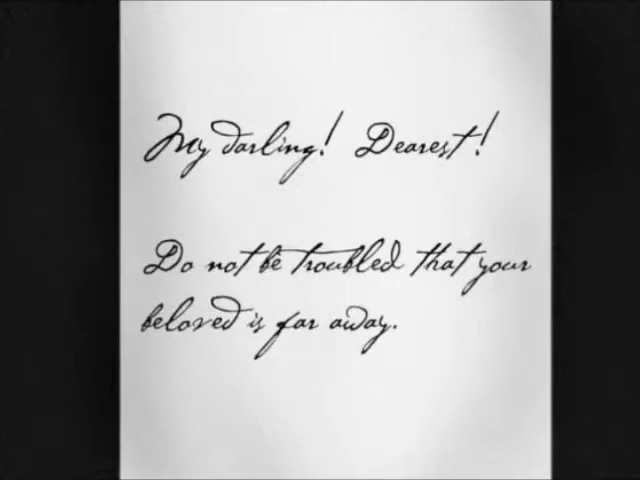 My darling! Dearest!
Do not be troubled that your
beloved is far away.